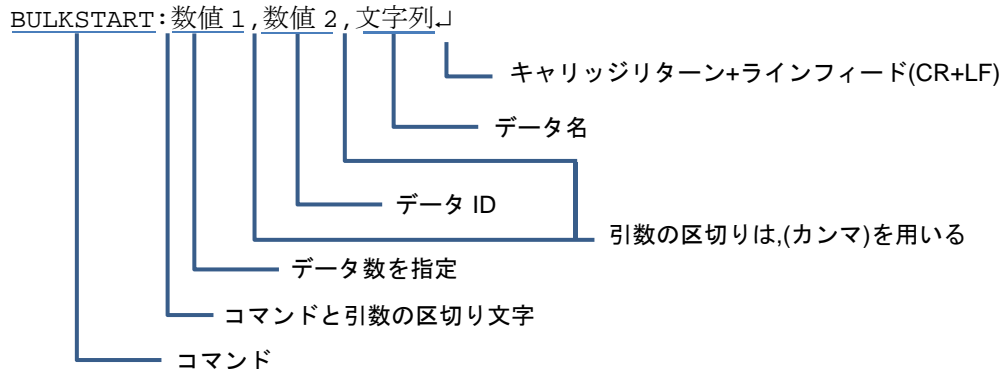 BULKSTART:数値1,数値2,文字列↵
キャリッジリターン+ラインフィード(CR+LF)
データ名
データ ID
引数の区切りは,(カンマ)を用いる
データ数を指定
コマンドと引数の区切り文字
コマンド